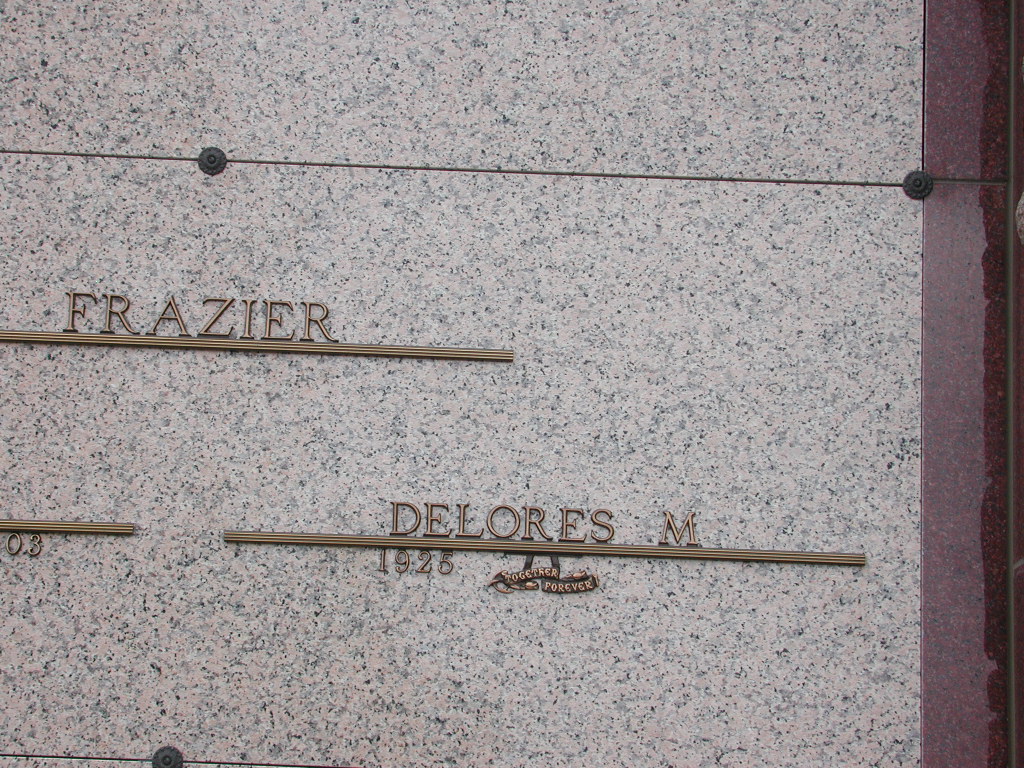 FRAZIER
DELORES M
03
1925
TOGETHER
FOREVER